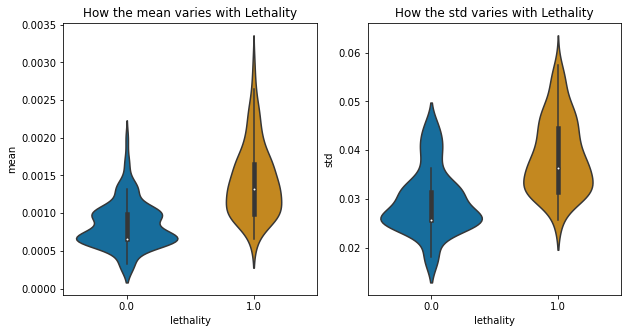 How the mean varies with Lethality
mean
0.0035
0.0030
0.0025
0.0020
0.0015
0.0010
0.0005
0.0000
0.0
1.0
lethality
How the std varies with Lethality
std
0.06
0.05
0.04
0.03
0.02
0.0
1.0
lethality